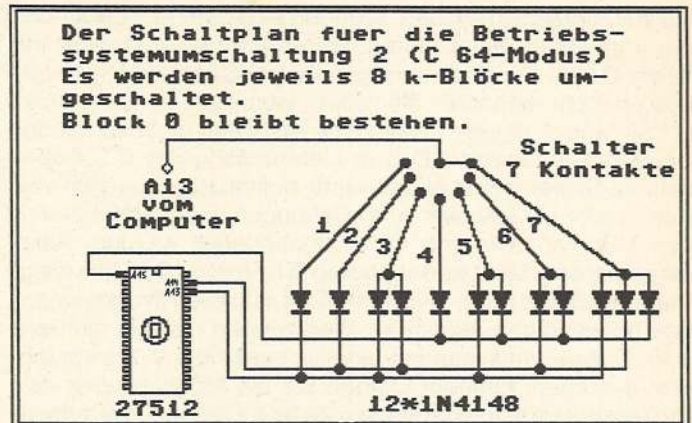 Der Schaltplan fuer die Betriebs-
systemumschaltung 2 (C 64-Modus)
Es werden jeweils 8 k-Blöcke um-
geschaltet.
Block 0 bleibt bestehen.
Schalter
7 Kontakte
A13
vom
Computer
1
2
3
4
5
6
7
A15
A14
A13
27512
12*1N4148